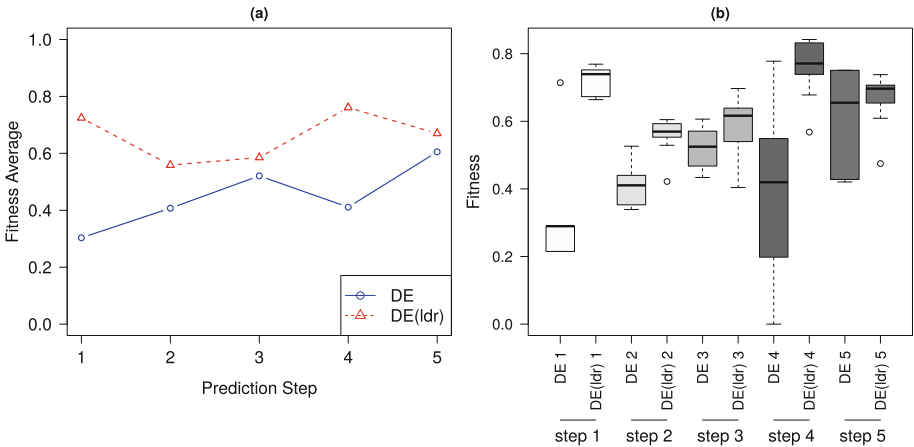 (a)
Fitness Average
1.0
0.8
0.6
0.4
0.2
0.0
1 2 3 4 5
Prediction Step
DE
DE(ldr)
(b)
Fitness
0.8
0.6
0.4
0.2
0.0
DE 1
DE(ldr) 1
DE 2
DE(ldr) 2
DE 3
DE(ldr) 3
DE 4
DE(ldr) 4
DE 5
DE(ldr) 5
step 1 step 2 step 3 step 4 step 5